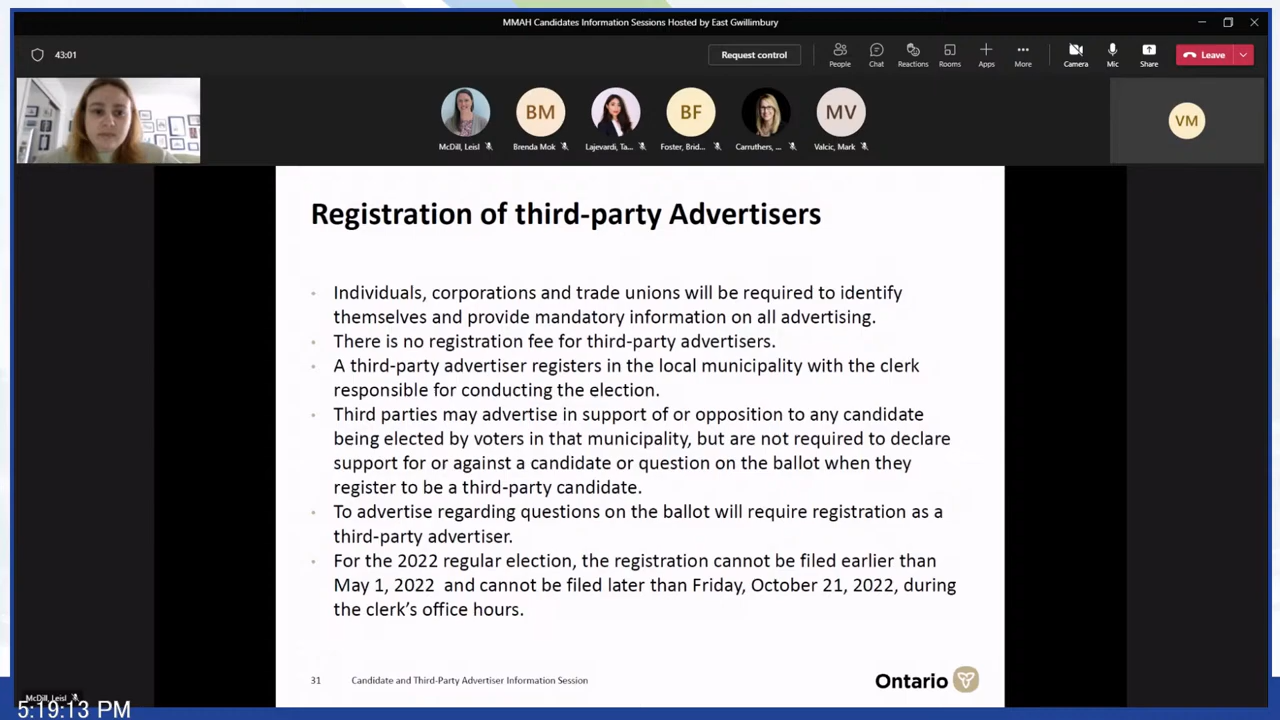 MMAH Candidates Information Sessions Hosted by East Gwillimbury
43:01
Request control
People
Chat
Reactions
Rooms
Apps
More
Camera
Mic
Share
Leave
BM
BF
MV
VM
McDill, Leisl
Brenda Mok
Lajevardi, Ta...
Foster, Brid...
Carruthers, ...
Valcic, Mark
Registration of third-party Advertisers
• Individuals, corporations and trade unions will be required to identify
themselves and provide mandatory information on all advertising.
• There is no registration fee for third-party advertisers.
• A third-party advertiser registers in the local municipality with the clerk
responsible for conducting the election.
• Third parties may advertise in support of or opposition to any candidate
being elected by voters in that municipality, but are not required to declare
support for or against a candidate or question on the ballot when they
register to be a third-party candidate.
• To advertise regarding questions on the ballot will require registration as a
third-party advertiser.
• For the 2022 regular election, the registration cannot be filed earlier than
May 1, 2022 and cannot be filed later than Friday, October 21, 2022, during
the clerk's office hours.
31
Candidate and Third-Party Advertiser Information Session
Ontario
McDill, Leisl
5:19:13 PM